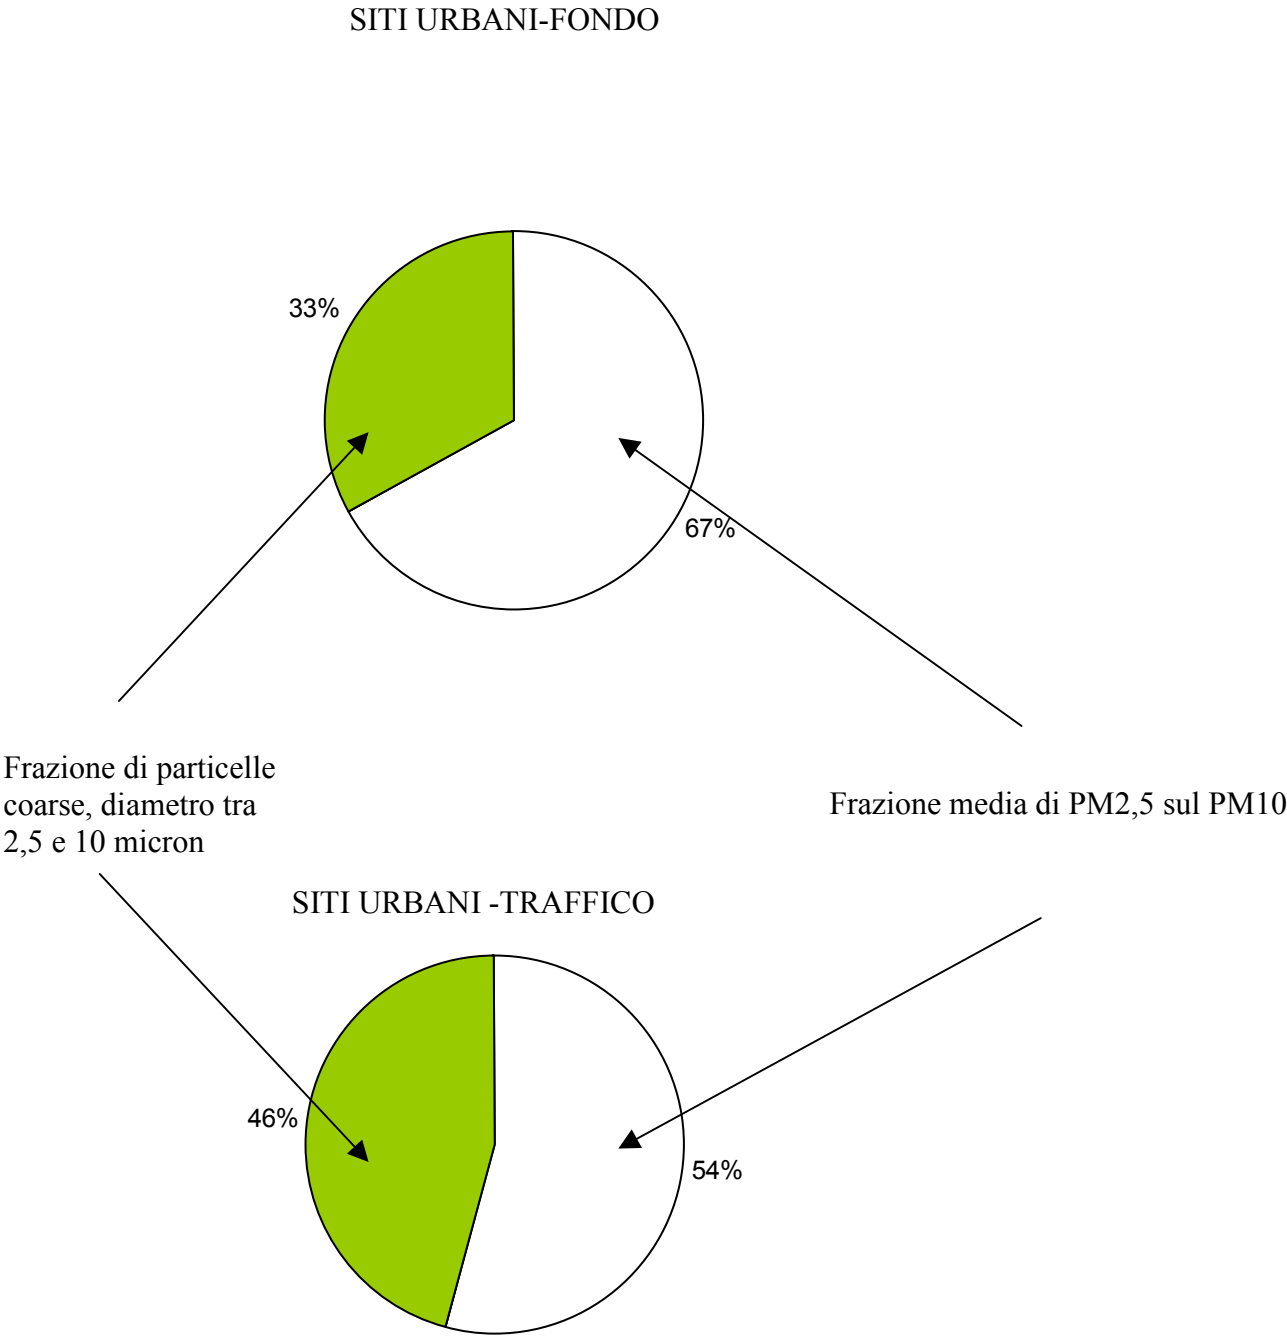 SITI URBANI-FONDO
33%
67%
Frazione di particelle
coarse, diametro tra
2,5 e 10 micron
Frazione media di PM2,5 sul PM10
SITI URBANI -TRAFFICO
46%
54%